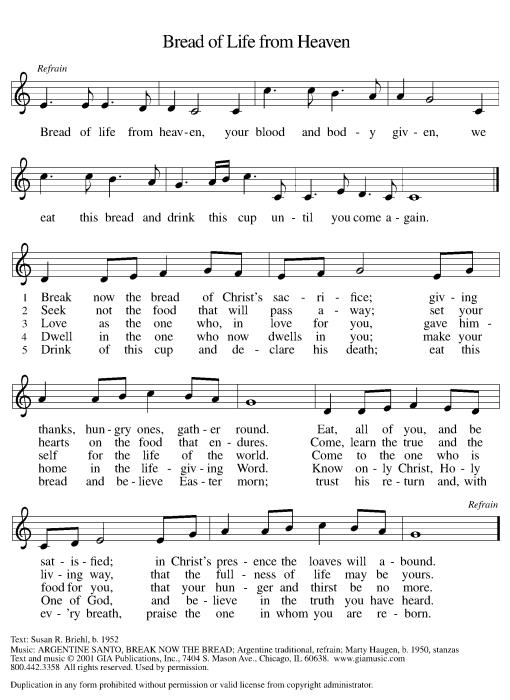 Bread of Life from Heaven
Refrain
Bread of life from heav-en, your blood and bod - y giv - en, we
eat this bread and drink this cup un - til you come a - gain.
1 Break now the bread of Christ's sac - ri - fice; giv - ing
2 Seek not the food that will pass a - way; set your
3 Love as the one who, in love for you, gave him -
4 Dwell in the one who now dwells in you; make your
5 Drink of this cup and de - clare his death; eat this
thanks, hun - gry ones, gath - er round. Eat, all of you, and be
hearts on the food that en - dures. Come, learn the true and the
self for the life of the world. Come to the one who is
home in the life - giv - ing Word. Know on - ly Christ, Ho - ly
bread and be - lieve Eas - ter morn; trust his re - turn and, with
Refrain
sat - is - fied; in Christ's pres - ence the loaves will a - bound.
liv - ing way, that the full - ness of life may be yours.
food for you, that your hun - ger and thirst be no more.
One of God, and be - lieve in the truth you have heard.
ev - 'ry breath, praise the one in whom you are re - born.
Text: Susan R. Briehl, b. 1952
Music: ARGENTINE SANTO, BREAK NOW THE BREAD; Argentine traditional, refrain; Marty Haugen, b. 1950, stanzas
Text and music © 2001 GIA Publications, Inc., 7404 S. Mason Ave., Chicago, IL 60638. www.giamusic.com
800.442.3358 All rights reserved. Used by permission.
Duplication in any form prohibited without permission or valid license from copyright administrator.